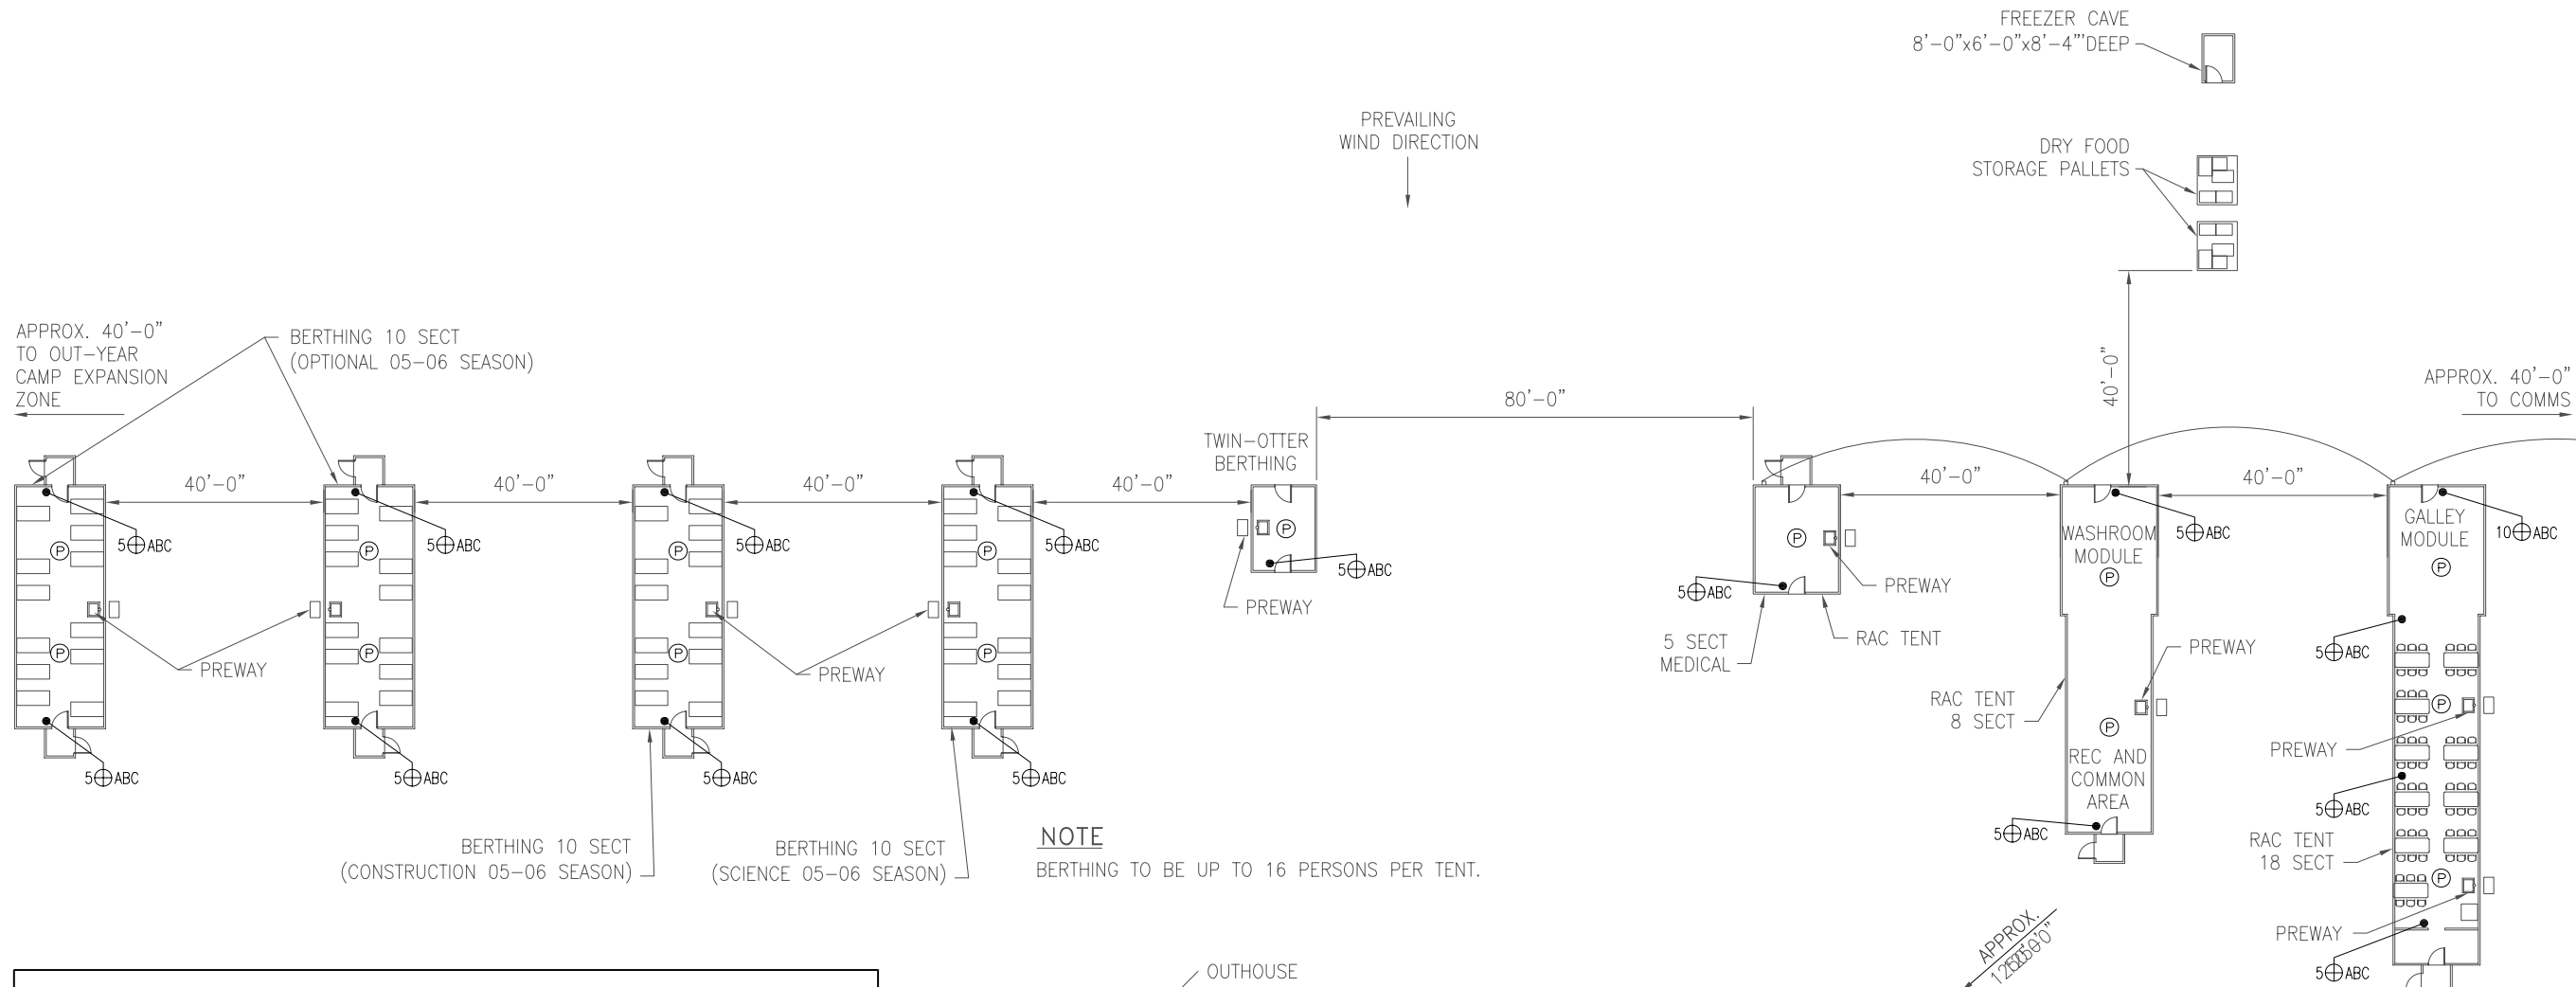 FREEZER CAVE
8'-0"x6'-0"x8'-4"'DEEP
PREVAILING
WIND DIRECTION
DRY FOOD
STORAGE PALLETS
APPROX. 40'-0"
TO OUT-YEAR
CAMP EXPANSION
ZONE
BERTHING 10 SECT
(OPTIONAL 05-06 SEASON)
40'-0"
80'-0"
APPROX. 40'-0"
TO COMMS
TWIN-OTTER
BERTHING
40'-0"
40'-0"
40'-0"
40'-0"
40'-0"
40'-0"
5 ABC
5 ABC
5 ABC
5 ABC
5 ABC
5 ABC
5 ABC
10 ABC
P
P
P
P
P
P
WASHROOM
MODULE
P
GALLEY
MODULE
P
PREWAY
PREWAY
PREWAY
PREWAY
P
P
P
P
5 SECT
MEDICAL
RAC TENT
PREWAY
5 ABC
PREWAY
RAC TENT
8 SECT
P
P
PREWAY
5 ABC
5 ABC
5 ABC
5 ABC
REC AND
COMMON
AREA
5 ABC
5 ABC
BERTHING 10 SECT
(CONSTRUCTION 05-06 SEASON)
BERTHING 10 SECT
(SCIENCE 05-06 SEASON)
NOTE
BERTHING TO BE UP TO 16 PERSONS PER TENT.
RAC TENT
18 SECT
P
PREWAY
5 ABC
APPROX.
OUTHOUSE